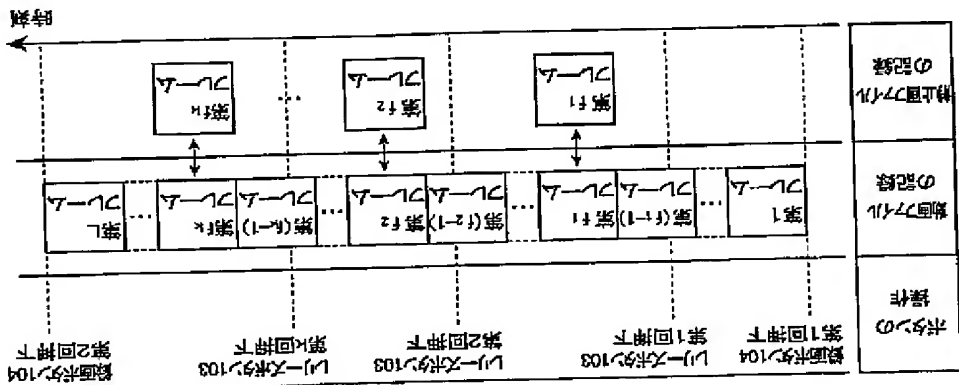 録画ボタン104
第1回押下
レリーズボタン103
第1回押下
レリーズボタン103
第2回押下
レリーズボタン103
第K回押下
録画ボタン104
第2回押下
ボタンの
操作
動画ファイル
の記録
第1
フレーム
…
第(f1-1)
フレーム
第f1
フレーム
…
第(f2-1)
フレーム
第f2
フレーム
…
第(k-1)
フレーム
第fk
フレーム
…
第L
フレーム
静止画ファイル
の記録
第f1
フレーム
第f2
フレーム
…
第fk
フレーム
時刻